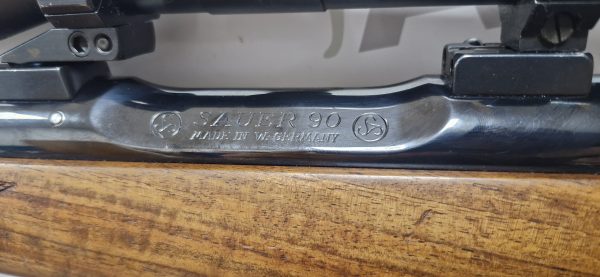 SAUER 90
MADE IN W. GERMANY